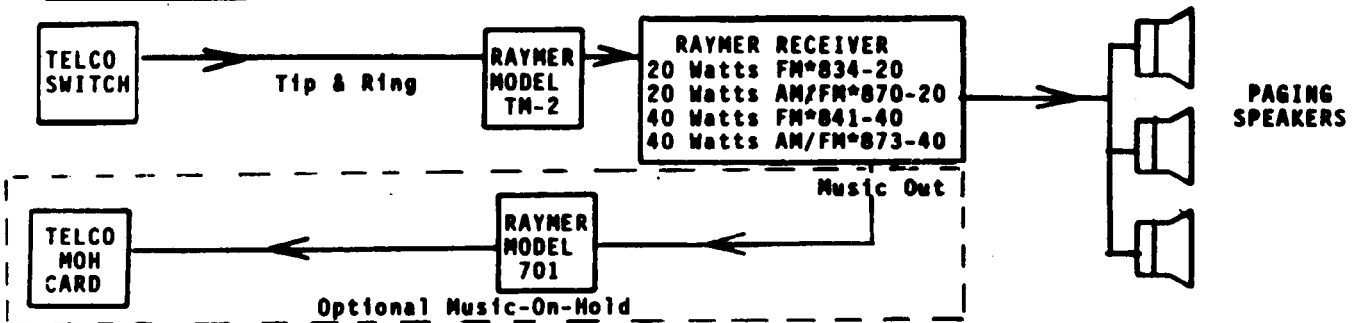 TELCO
SWITCH
Tip & Ring
RAYMER
MODEL
TM-2
RAYMER RECEIVER
20 Watts FM*834-20
20 Watts AM/FM*870-20
40 Watts FM*841-40
40 Watts AM/FM*873-40
PAGING
SPEAKERS
Music Out
TELCO
MOH
CARD
RAYMER
MODEL
701
Optional Music-On-Hold